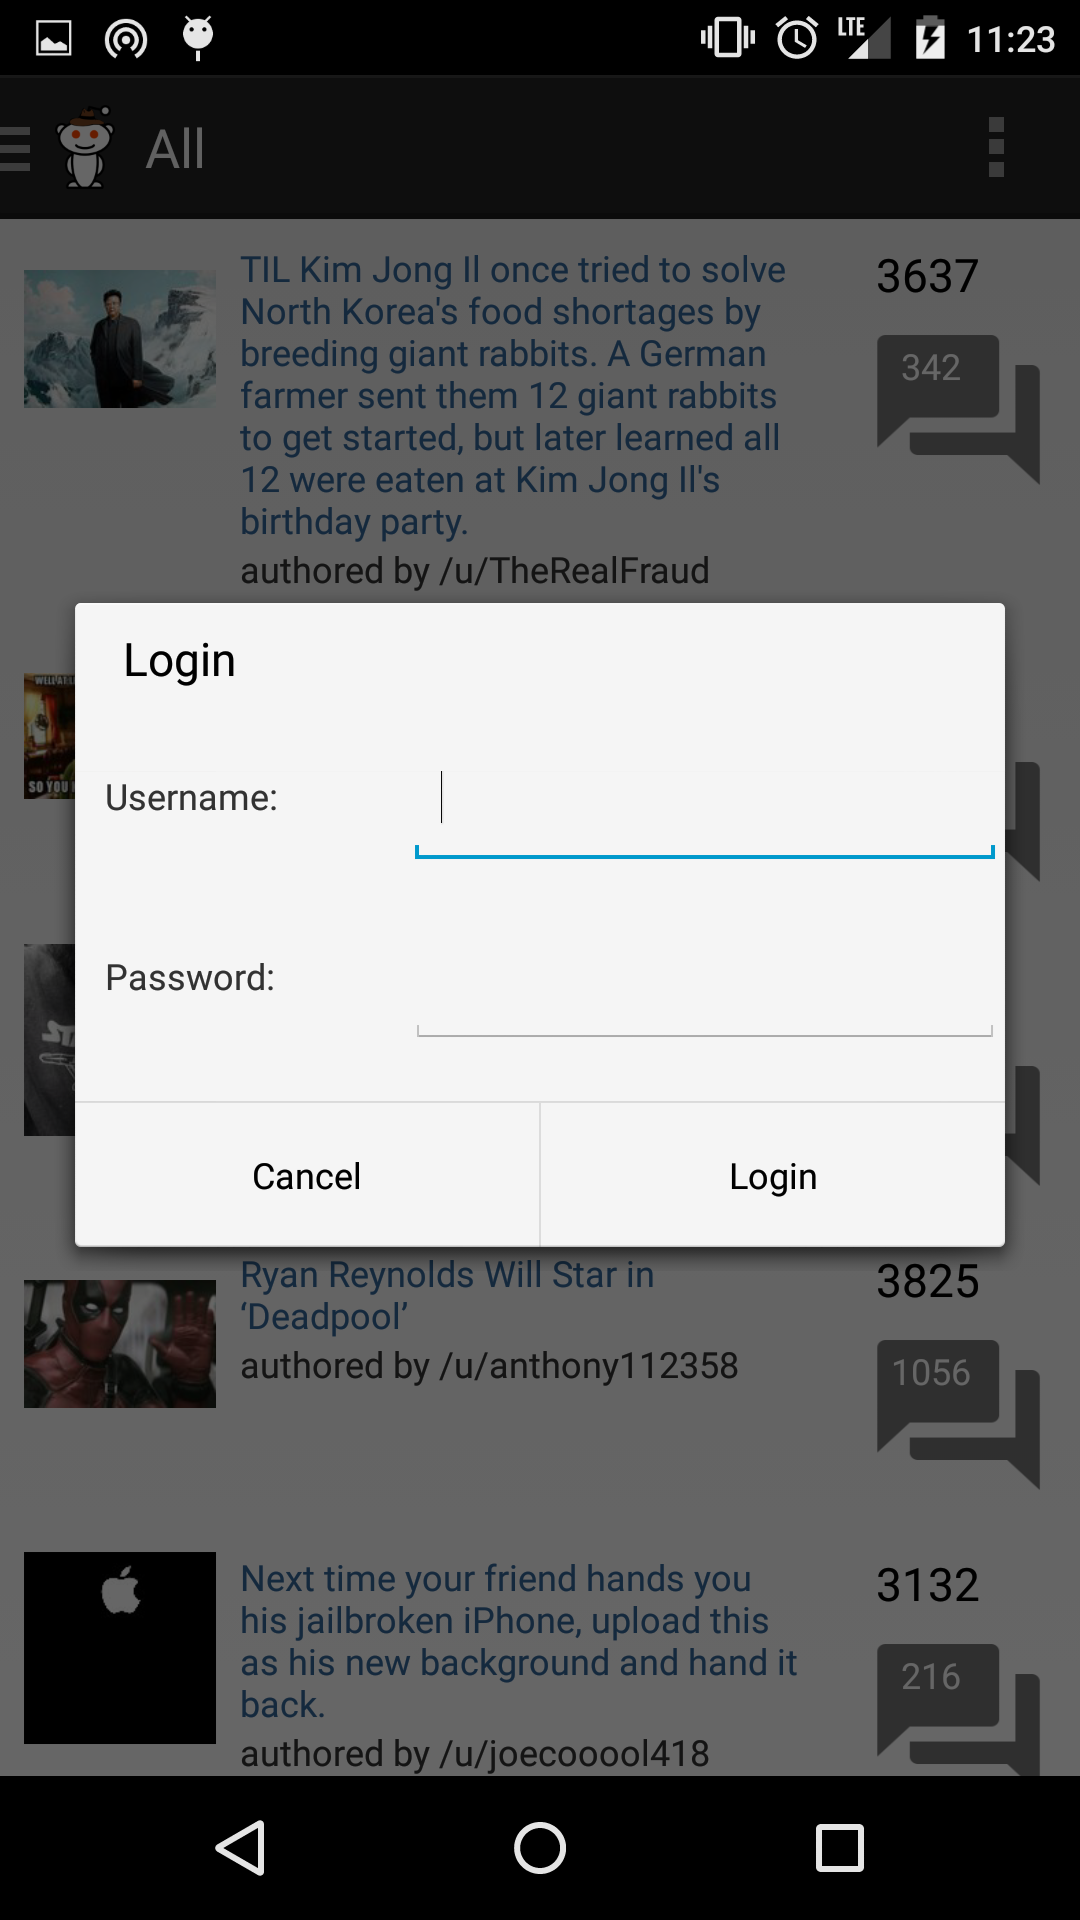 LTE 11:23
All
TIL Kim Jong Il once tried to solve
North Korea's food shortages by
breeding giant rabbits. A German
farmer sent them 12 giant rabbits
to get started, but later learned all
12 were eaten at Kim Jong Il's
birthday party.
authored by /u/TheRealFraud
3637
342
WELL AT L
SO YOU
Login
Username:
Password:
Cancel
Login
Ryan Reynolds Will Star in
‘Deadpool’
authored by /u/anthony112358
3825
1056
Next time your friend hands you
his jailbroken iPhone, upload this
as his new background and hand it
back.
authored by /u/joecooool418
3132
216